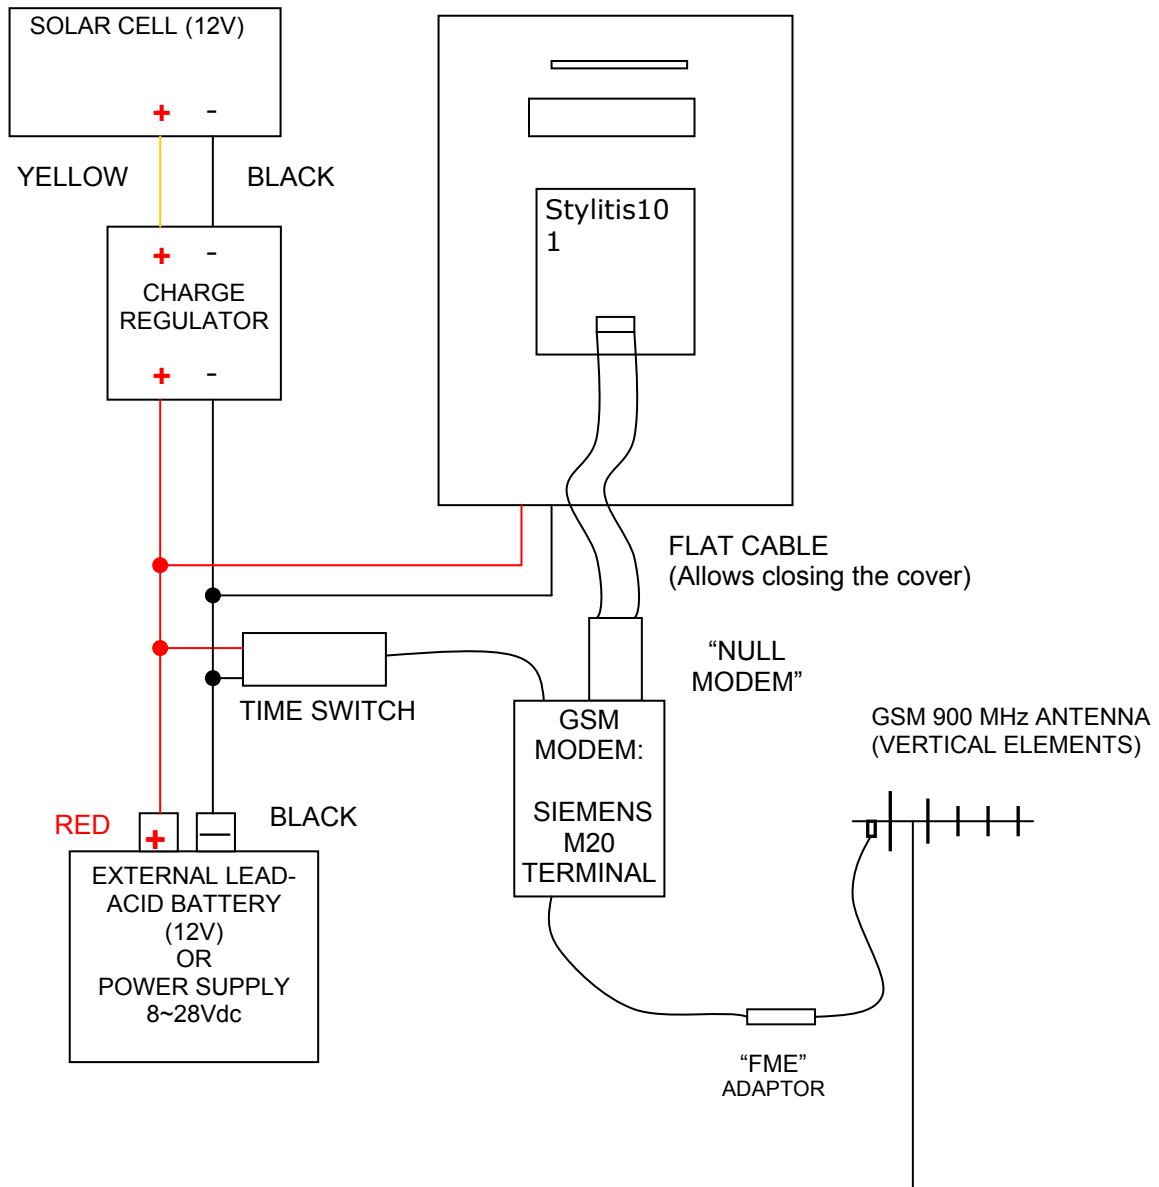 SOLAR CELL (12V)
+ -
YELLOW
BLACK
+ -
CHARGE
REGULATOR
+ -
Stylitis10
1
FLAT CABLE
(Allows closing the cover)
“NULL
MODEM”
TIME SWITCH
GSM
MODEM:
SIEMENS
M20
TERMINAL
GSM 900 MHz ANTENNA
(VERTICAL ELEMENTS)
RED
BLACK
+ —
EXTERNAL LEAD-
ACID BATTERY
(12V)
OR
POWER SUPPLY
8~28Vdc
“FME”
ADAPTOR